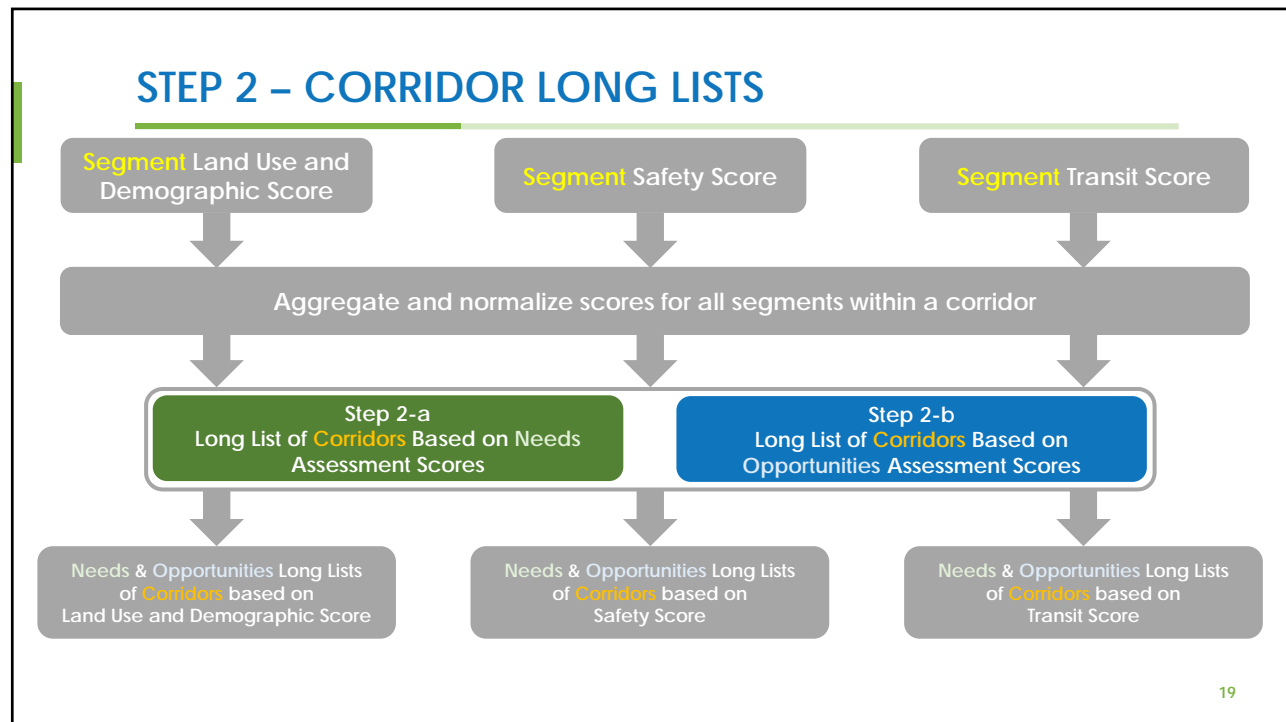 STEP 2 – CORRIDOR LONG LISTS
Segment Land Use and
Demographic Score
Segment Safety Score
Segment Transit Score
Aggregate and normalize scores for all segments within a corridor
Step 2-a
Long List of Corridors Based on Needs
Assessment Scores
Step 2-b
Long List of Corridors Based on
Opportunities Assessment Scores
Needs & Opportunities Long Lists
of Corridors based on
Land Use and Demographic Score
Needs & Opportunities Long Lists
of Corridors based on
Safety Score
Needs & Opportunities Long Lists
of Corridors based on
Transit Score
19